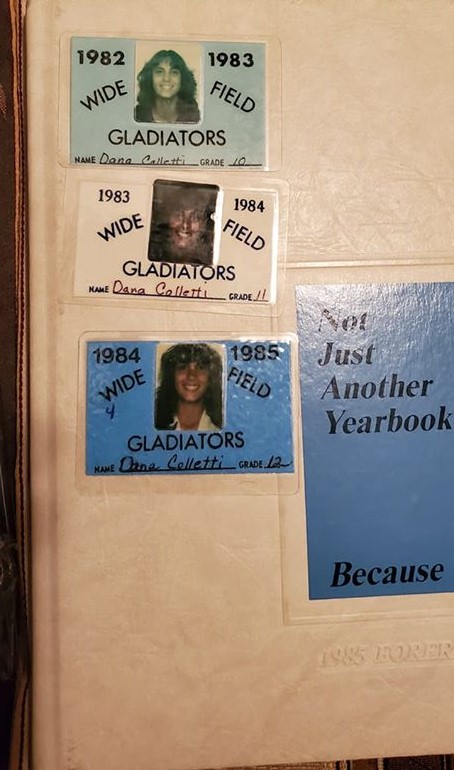 1982 1983
WIDE FIELD
GLADIATORS
NAME Dana Colletti GRADE 10
1983 1984
WIDE FIELD
GLADIATORS
NAME Dana Colletti GRADE 11
1984 1985
WIDE FIELD
4
GLADIATORS
NAME Dana Colletti GRADE 12
Not
Just
Another
Yearbook
Because
1985